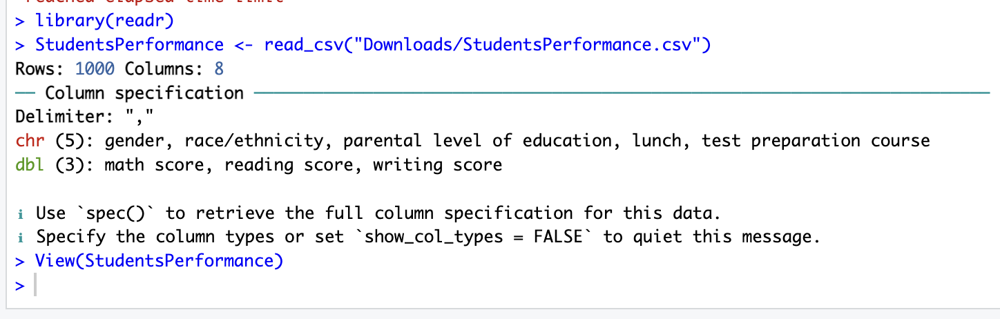 reached elapsed time limit
> library(readr)
> StudentsPerformance <- read_csv("Downloads/StudentsPerformance.csv")
Rows: 1000 Columns: 8
── Column specification ──────────────────────────────────────────────────────────────────────────
Delimiter: ","
chr (5): gender, race/ethnicity, parental level of education, lunch, test preparation course
dbl (3): math score, reading score, writing score
ℹ Use `spec()` to retrieve the full column specification for this data.
ℹ Specify the column types or set `show_col_types = FALSE` to quiet this message.
> View(StudentsPerformance)
>